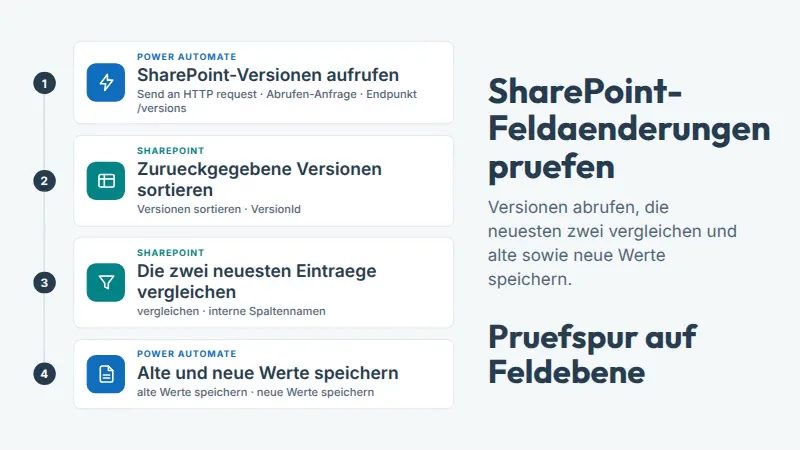 1
POWER AUTOMATE
SharePoint-Versionen aufrufen
Send an HTTP request · Abrufen-Anfrage · Endpunkt
/versions
2
SHAREPOINT
Zurueckgegebene Versionen
sortieren
Versionen sortieren · VersionId
3
SHAREPOINT
Die zwei neuesten Eintraege
vergleichen
vergleichen · interne Spaltennamen
4
POWER AUTOMATE
Alte und neue Werte speichern
alte Werte speichern · neue Werte speichern
SharePoint-
Feldaenderungen
pruefen
Versionen abrufen, die
neuesten zwei vergleichen und
alte sowie neue Werte
speichern.
Pruefspur auf
Feldebene